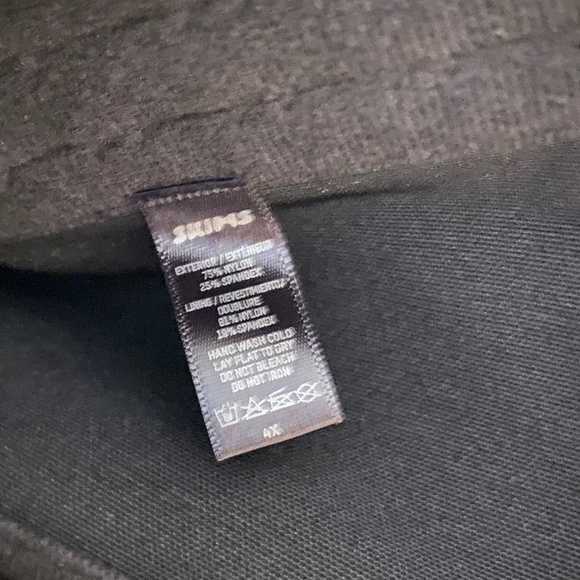 SKIMS
EXTERIOR / EXTÉRIEUR
75% NYLON
25% SPANDEX
LINING / REVESTIMIENTO/
DOUBLURE
81% NYLON
19% SPANDEX
HAND WASH COLD
LAY FLAT TO DRY
DO NOT BLEACH
DO NOT IRON
4X